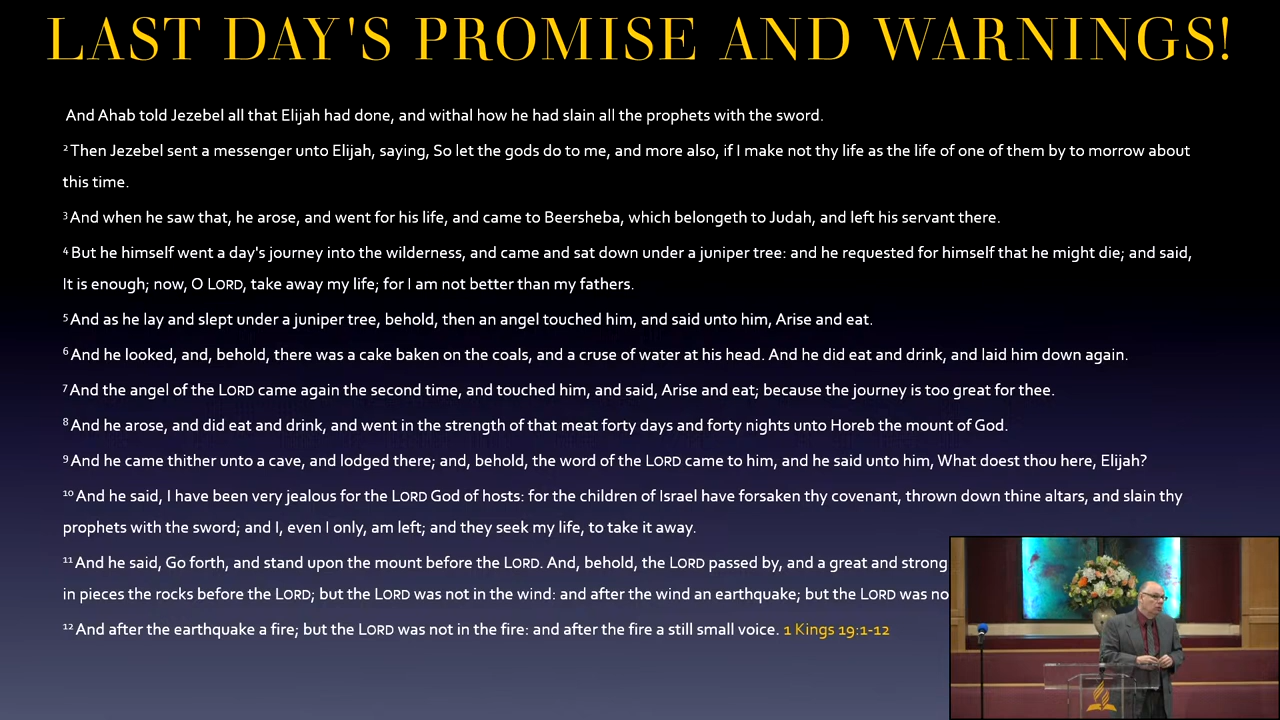 LAST DAY'S PROMISE AND WARNINGS!
And Ahab told Jezebel all that Elijah had done, and withal how he had slain all the prophets with the sword.
2 Then Jezebel sent a messenger unto Elijah, saying, So let the gods do to me, and more also, if I make not thy life as the life of one of them by to morrow about
this time.
3 And when he saw that, he arose, and went for his life, and came to Beersheba, which belongeth to Judah, and left his servant there.
4 But he himself went a day's journey into the wilderness, and came and sat down under a juniper tree: and he requested for himself that he might die; and said,
It is enough; now, O LORD, take away my life; for I am not better than my fathers.
5 And as he lay and slept under a juniper tree, behold, then an angel touched him, and said unto him, Arise and eat.
6 And he looked, and, behold, there was a cake baken on the coals, and a cruse of water at his head. And he did eat and drink, and laid him down again.
7 And the angel of the LORD came again the second time, and touched him, and said, Arise and eat; because the journey is too great for thee.
8 And he arose, and did eat and drink, and went in the strength of that meat forty days and forty nights unto Horeb the mount of God.
9 And he came thither unto a cave, and lodged there; and, behold, the word of the LORD came to him, and he said unto him, What doest thou here, Elijah?
10 And he said, I have been very jealous for the LORD God of hosts: for the children of Israel have forsaken thy covenant, thrown down thine altars, and slain thy
prophets with the sword; and I, even I only, am left; and they seek my life, to take it away.
11 And he said, Go forth, and stand upon the mount before the LORD. And, behold, the LORD passed by, and a great and strong
in pieces the rocks before the LORD; but the LORD was not in the wind: and after the wind an earthquake; but the LORD was no
12 And after the earthquake a fire; but the LORD was not in the fire: and after the fire a still small voice. 1 Kings 19:1-12